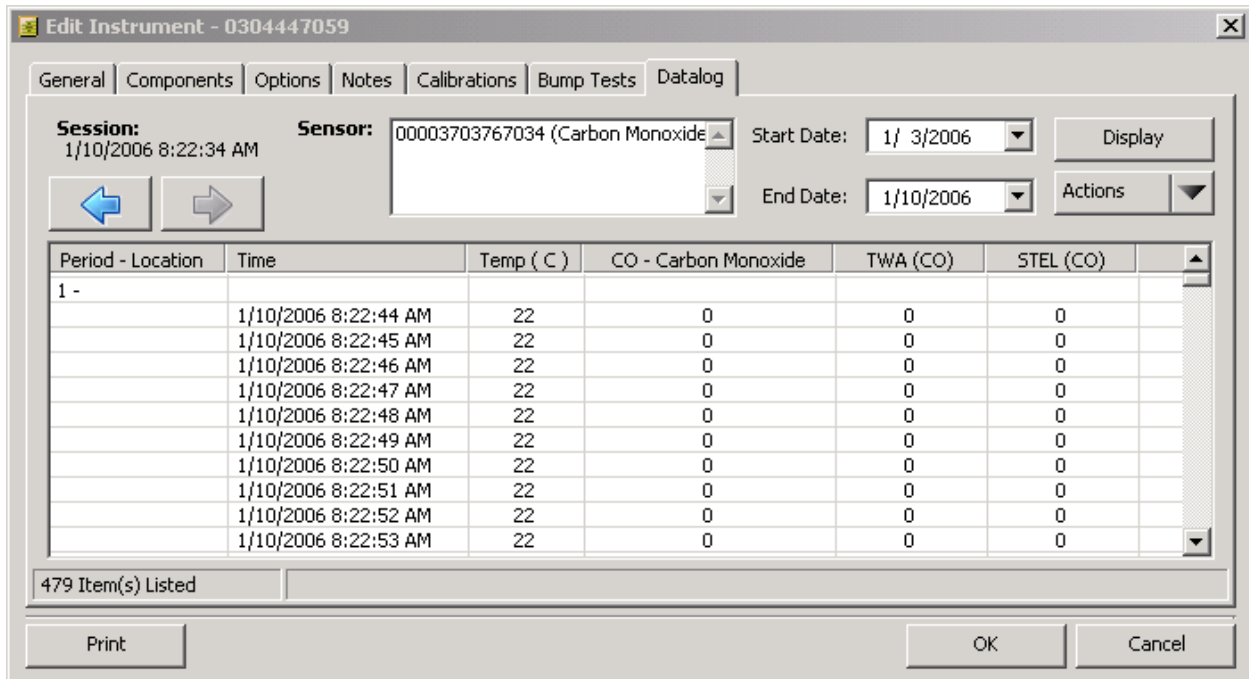 Edit Instrument - 0304447059
General Components Options Notes Calibrations Bump Tests Datalog
Session: Sensor: 00003703767034 (Carbon Monoxide Start Date: 1/ 3/2006 Display
1/10/2006 8:22:34 AM
End Date: 1/10/2006 Actions
Period - Location Time Temp ( C ) CO - Carbon Monoxide TWA (CO) STEL (CO)
1 -
1/10/2006 8:22:44 AM 22 0 0 0
1/10/2006 8:22:45 AM 22 0 0 0
1/10/2006 8:22:46 AM 22 0 0 0
1/10/2006 8:22:47 AM 22 0 0 0
1/10/2006 8:22:48 AM 22 0 0 0
1/10/2006 8:22:49 AM 22 0 0 0
1/10/2006 8:22:50 AM 22 0 0 0
1/10/2006 8:22:51 AM 22 0 0 0
1/10/2006 8:22:52 AM 22 0 0 0
1/10/2006 8:22:53 AM 22 0 0 0
479 Item(s) Listed
Print OK Cancel